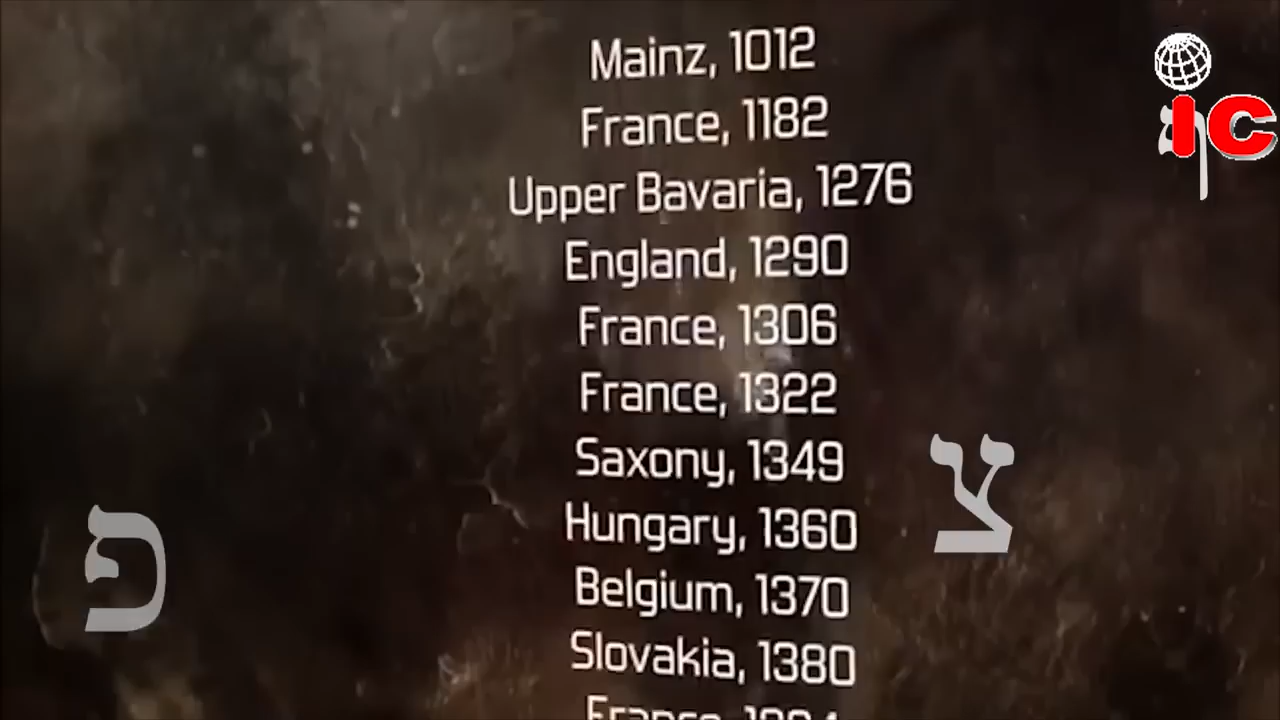 Mainz, 1012
France, 1182
Upper Bavaria, 1276
England, 1290
France, 1306
France, 1322
Saxony, 1349
Hungary, 1360
Belgium, 1370
Slovakia, 1380
France,
iC
צ
פ